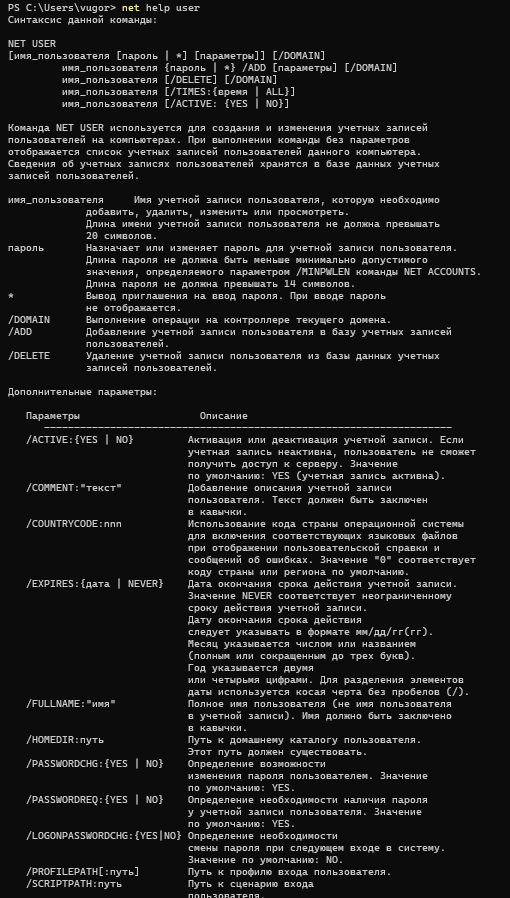 PS C:\Users\vugor> net help user
Синтаксис данной команды:
NET USER
[имя_пользователя [пароль | *] [параметры]] [/DOMAIN]
имя_пользователя {пароль | *} /ADD [параметры] [/DOMAIN]
имя_пользователя [/DELETE] [/DOMAIN]
имя_пользователя [/TIMES:{время | ALL}]
имя_пользователя [/ACTIVE: {YES | NO}]
Команда NET USER используется для создания и изменения учетных записей
пользователей на компьютерах. При выполнении команды без параметров
отображается список учетных записей пользователей данного компьютера.
Сведения об учетных записях пользователей хранятся в базе данных учетных
записей пользователей.
имя_пользователя Имя учетной записи пользователя, которую необходимо
добавить, удалить, изменить или просмотреть.
Длина имени учетной записи пользователя не должна превышать
20 символов.
пароль Назначает или изменяет пароль для учетной записи пользователя.
Длина пароля не должна быть меньше минимально допустимого
значения, определяемого параметром /MINPWLEN команды NET ACCOUNTS.
Длина пароля не должна превышать 14 символов.
* Вывод приглашения на ввод пароля. При вводе пароль
не отображается.
/DOMAIN Выполнение операции на контроллере текущего домена.
/ADD Добавление учетной записи пользователя в базу учетных записей
пользователей.
/DELETE Удаление учетной записи пользователя из базы данных учетных
записей пользователей.
Дополнительные параметры:
Параметры Описание
/ACTIVE:{YES | NO} Активация или деактивация учетной записи. Если
учетная запись неактивна, пользователь не сможет
получить доступ к серверу. Значение
по умолчанию: YES (учетная запись активна).
/COMMENT:"текст" Добавление описания учетной записи
пользователя. Текст должен быть заключен
в кавычки.
/COUNTRYCODE:nnn Использование кода страны операционной системы
для включения соответствующих языковых файлов
при отображении пользовательской справки и
сообщений об ошибках. Значение "0" соответствует
коду страны или региона по умолчанию.
/EXPIRES:{дата | NEVER} Дата окончания срока действия учетной записи.
Значение NEVER соответствует неограниченному
сроку действия учетной записи.
Дату окончания срока действия
следует указывать в формате мм/дд/гг(гг).
Месяц указывается числом или названием
(полным или сокращенным до трех букв).
Год указывается двумя
или четырьмя цифрами. Для разделения элементов
даты используется косая черта без пробелов (/).
/FULLNAME:"имя" Полное имя пользователя (не имя пользователя
в учетной записи). Имя должно быть заключено
в кавычки.
/HOMEDIR:путь Путь к домашнему каталогу пользователя.
Этот путь должен существовать.
/PASSWORDCHG:{YES | NO} Определение возможности
изменения пароля пользователем. Значение
по умолчанию: YES.
/PASSWORDREQ:{YES | NO} Определение необходимости наличия пароля
у учетной записи пользователя. Значение
по умолчанию: YES.
/LOGONPASSWORDCHG:{YES|NO} Определение необходимости
смены пароля при следующем входе в систему.
Значение по умолчанию: NO.
/PROFILEPATH[:путь] Путь к профилю входа пользователя.
/SCRIPTPATH:путь Путь к сценарию входа
пользователя.